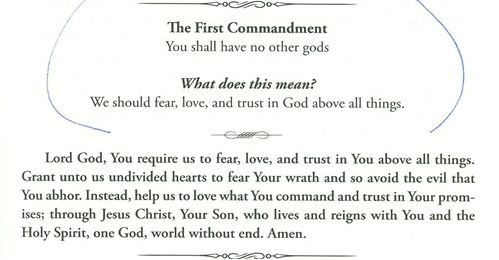 The First Commandment
You shall have no other gods
What does this mean?
We should fear, love, and trust in God above all things.
Lord God, You require us to fear, love, and trust in You above all things.
Grant unto us undivided hearts to fear Your wrath and so avoid the evil that
You abhor. Instead, help us to love what You command and trust in Your prom-
ises; through Jesus Christ, Your Son, who lives and reigns with You and the
Holy Spirit, one God, world without end. Amen.